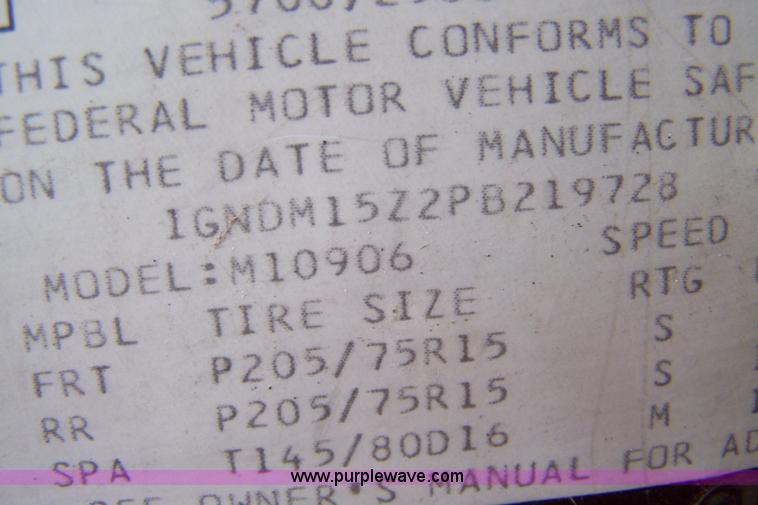 THIS VEHICLE CONFORMS TO
FEDERAL MOTOR VEHICLE SAF
ON THE DATE OF MANUFACTUR
1GNDM15Z2PB219728
MODEL:M10906 SPEED
MPBL TIRE SIZE RTG
FRT P205/75R15 S
RR P205/75R15 S
SPA T145/80D16 M
SEE OWNER'S MANUAL FOR AD
www.purplewave.com